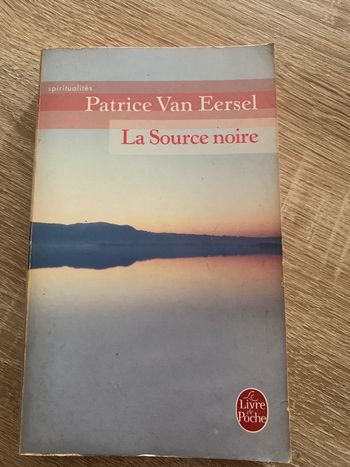 spiritualités
Patrice Van Eersel
La Source noire
Le
Livre
de
Poche